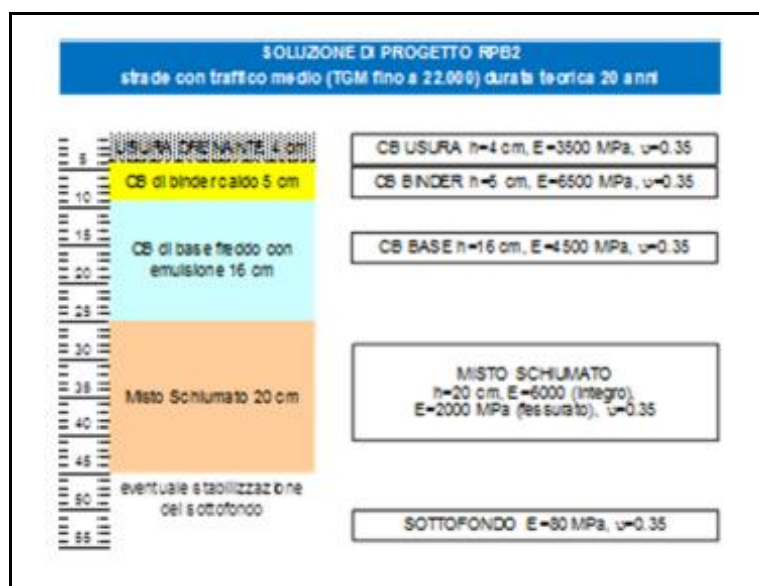 SOLUZIONE DI PROGETTO RPB2
strade con traffico medio (TGM fino a 22.000) durata teorica 20 anni
USURA DRENANTE 4 cm
CB USURA h=4 cm, E=3500 MPa, υ=0.35
5
CB di binder caldo 5 cm
CB BINDER h=5 cm, E=6500 MPa, υ=0.35
10
15
CB di base freddo con
emulsione 16 cm
CB BASE h=16 cm, E=4500 MPa, υ=0.35
20
25
30
MISTO SCHIUMATO
h=20 cm, E=6000 (integro),
E=2000 MPa (fessurato), υ=0.35
35
Misto Schiumato 20 cm
40
45
eventuale stabilizzazione
del sottofondo
50
SOTTOFONDO E=80 MPa, υ=0.35
55